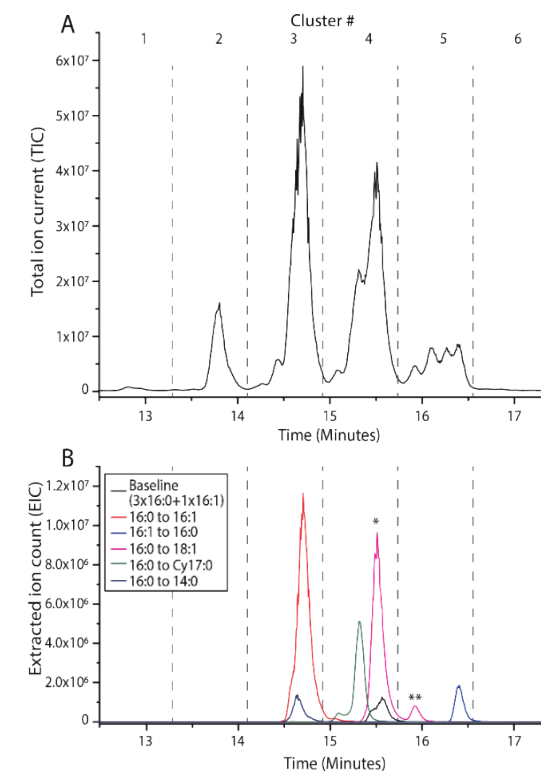 A
Cluster #
1 2 3 4 5 6
6x10⁷
5x10⁷
4x10⁷
3x10⁷
2x10⁷
1x10⁷
0
Total ion current (TIC)
13 14 15 16 17
Time (Minutes)
B
1.2x10⁷
1.0x10⁷
8.0x10⁶
6.0x10⁶
4.0x10⁶
2.0x10⁶
0
Extracted ion count (EIC)
Baseline
(3x16:0+1x16:1)
16:0 to 16:1
16:1 to 16:0
16:0 to 18:1
16:0 to Cy17:0
16:0 to 14:0
*
**
13 14 15 16 17
Time (Minutes)